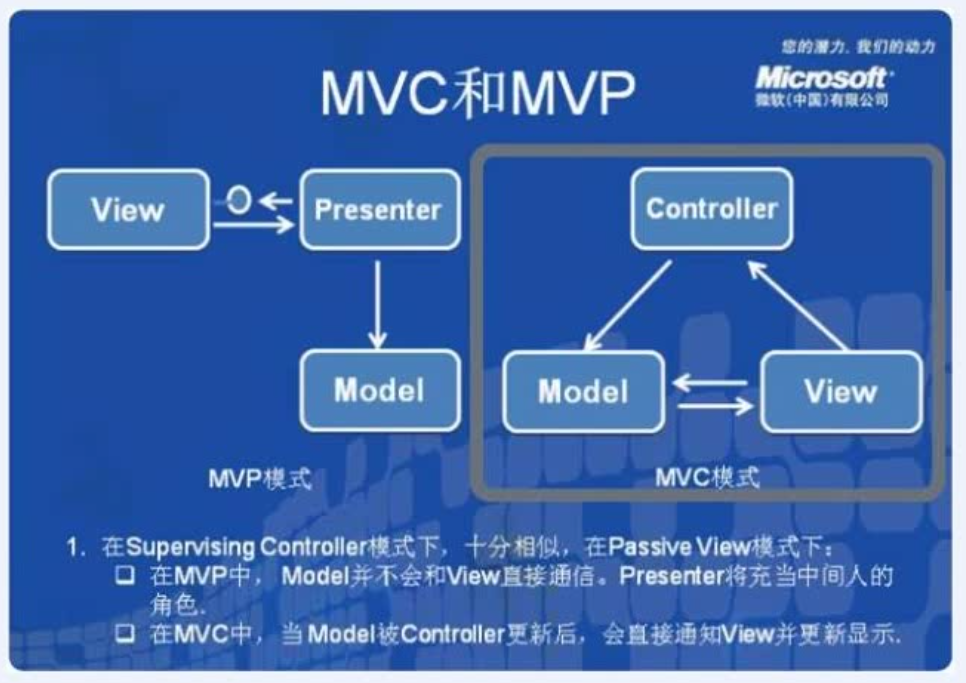 您的潜力, 我们的动力
Microsoft
微软(中国)有限公司
MVC和MVP
View
Presenter
Model
MVP模式
Controller
Model
View
MVC模式
1. 在Supervising Controller模式下，十分相似，在Passive View模式下：
在MVP中，Model并不会和View直接通信。Presenter将充当中间人的
角色.
在MVC中，当Model被Controller更新后，会直接通知View并更新显示.